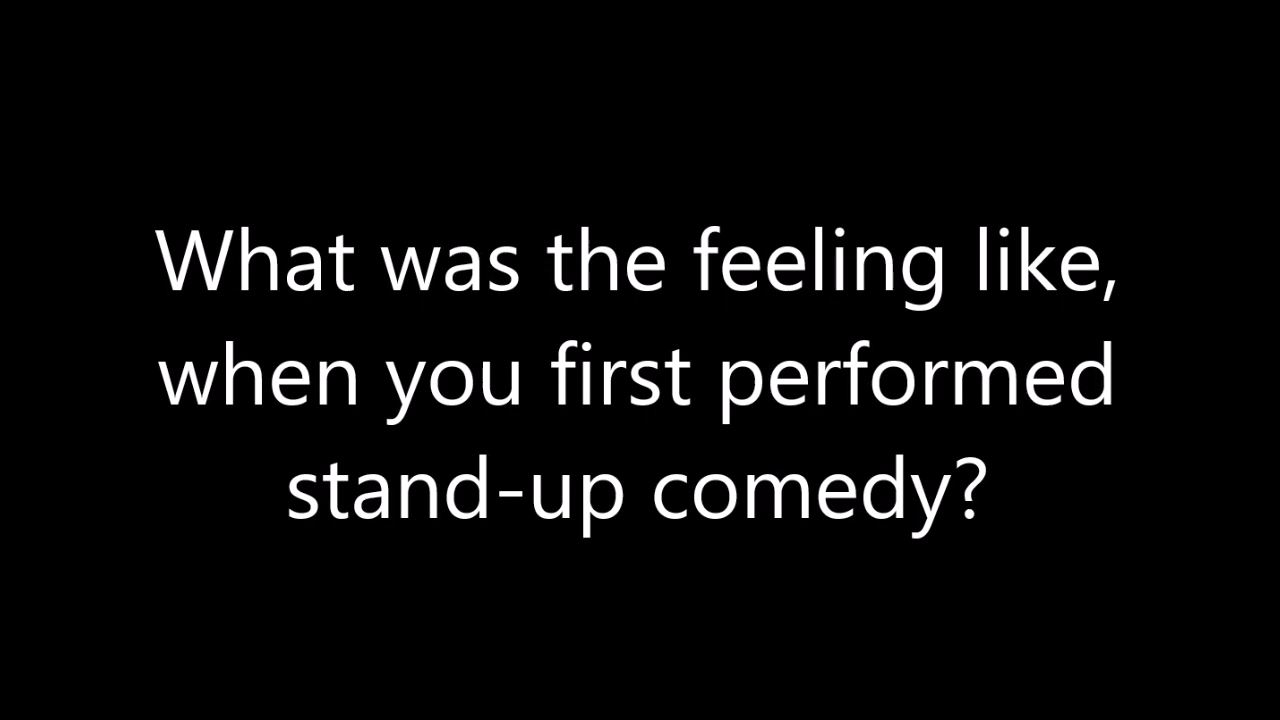 What was the feeling like,
when you first performed
stand-up comedy?